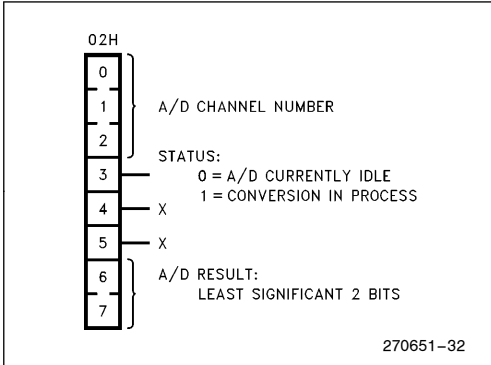 02H
0
1
2
3
4
5
6
7
A/D CHANNEL NUMBER
STATUS:
0 = A/D CURRENTLY IDLE
1 = CONVERSION IN PROCESS
X
X
A/D RESULT:
LEAST SIGNIFICANT 2 BITS
270651–32